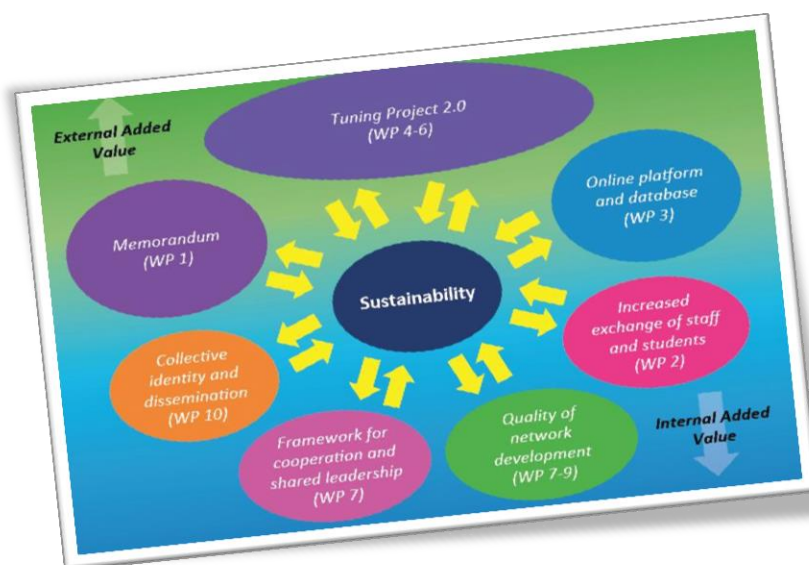 Tuning Project 2.0
(WP 4-6)
External Added
Value
Online platform
and database
(WP 3)
Memorandum
(WP 1)
Sustainability
Increased
exchange of staff
and students
(WP 2)
Collective
identity and
dissemination
(WP 10)
Framework for
cooperation and
shared leadership
(WP 7)
Quality of
network
development
(WP 7-9)
Internal Added
Value